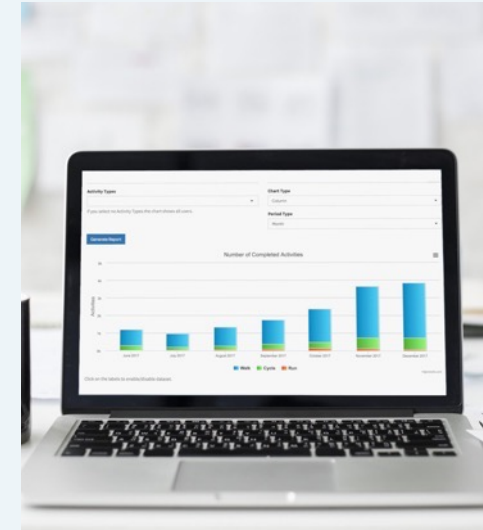 Activity Types
Chart Type
Column
If you select no Activity Types the chart shows all users.
Period Type
Month
Generate Report
Number of Completed Activities
Activities
June 2017 July 2017 August 2017 September 2017 October 2017 November 2017 December 2017
Walk Cycle Run
Click on the labels to enable/disable datasets